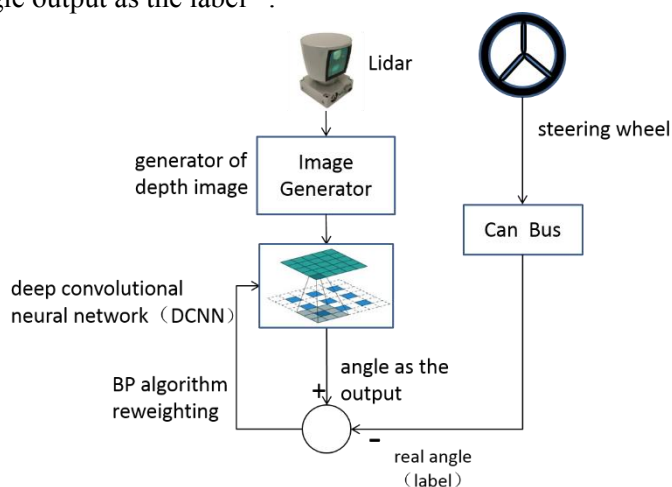 gle output as the label
Lidar
steering wheel
generator of
depth image
Image
Generator
Can Bus
deep convolutional
neural network（DCNN）
angle as the
output
+
BP algorithm
reweighting
-
real angle
（label）